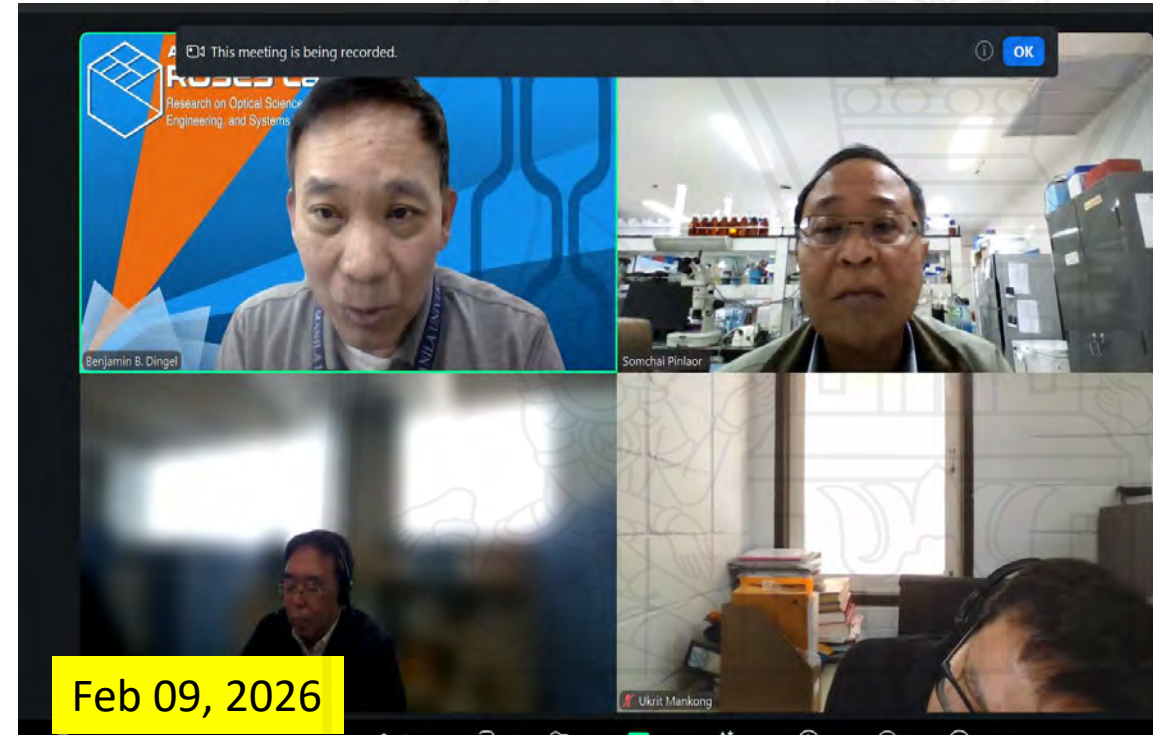 This meeting is being recorded.
OK
Research on Optical Science
Engineering, and Systems
Benjamin B. Dingel
Somchai Pinlaor
Ukrit Mankong
Feb 09, 2026